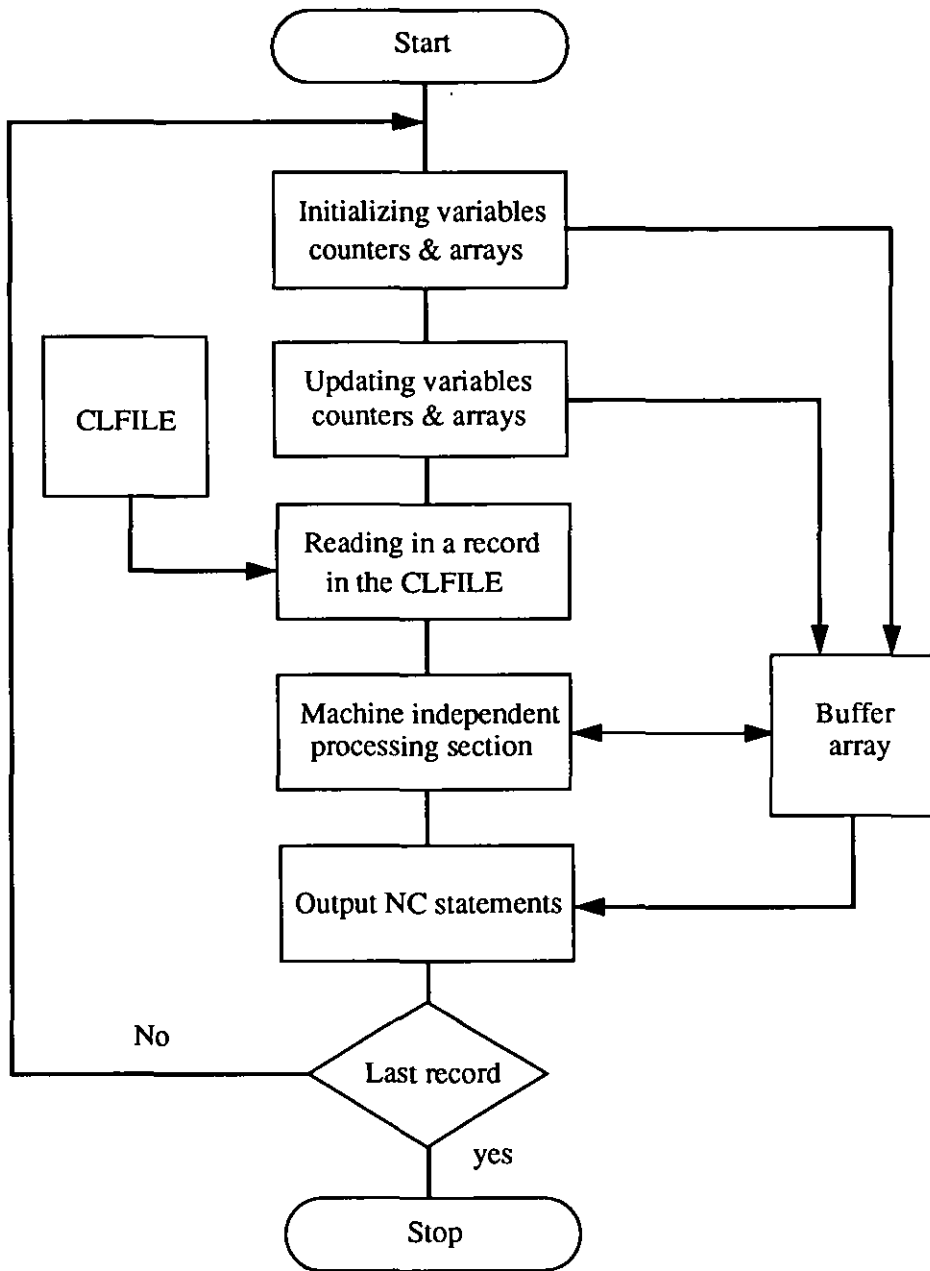 Start
Initializing variables
counters & arrays
Updating variables
counters & arrays
CLFILE
Reading in a record
in the CLFILE
Machine independent
processing section
Buffer
array
Output NC statements
No
Last record
yes
Stop